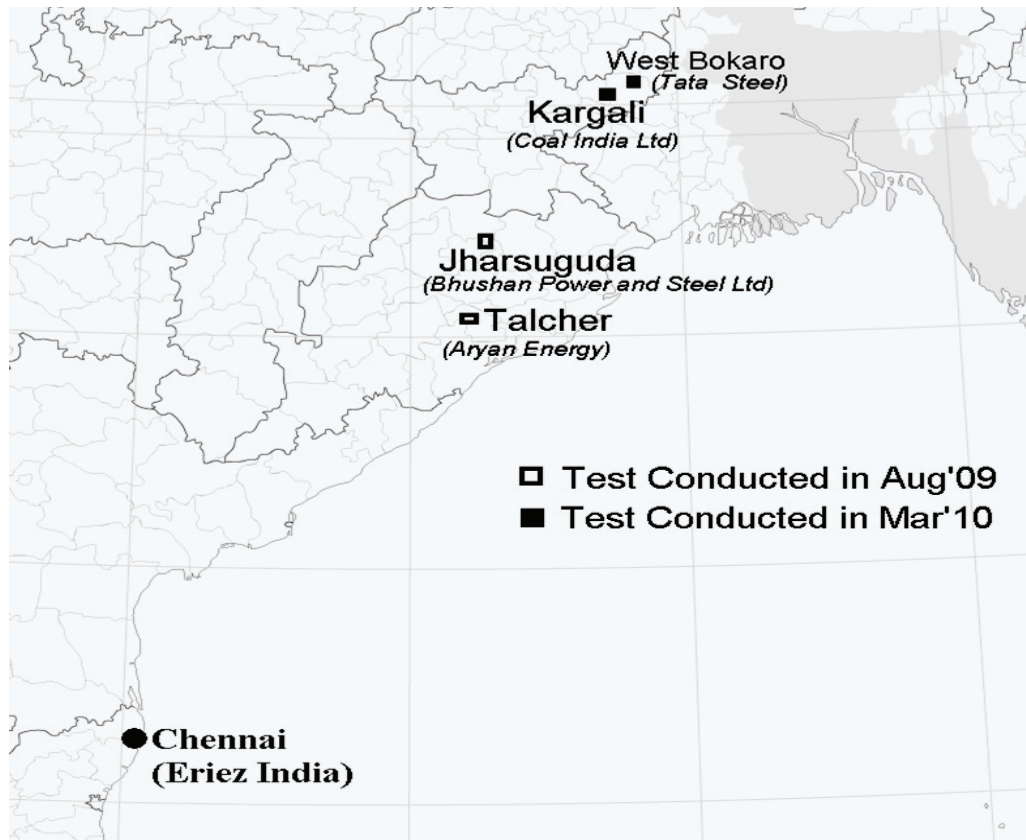 West Bokaro
(Tata Steel)
Kargali
(Coal India Ltd)
Jharsuguda
(Bhushan Power and Steel Ltd)
Talcher
(Aryan Energy)
Test Conducted in Aug'09
Test Conducted in Mar'10
Chennai
(Eriez India)